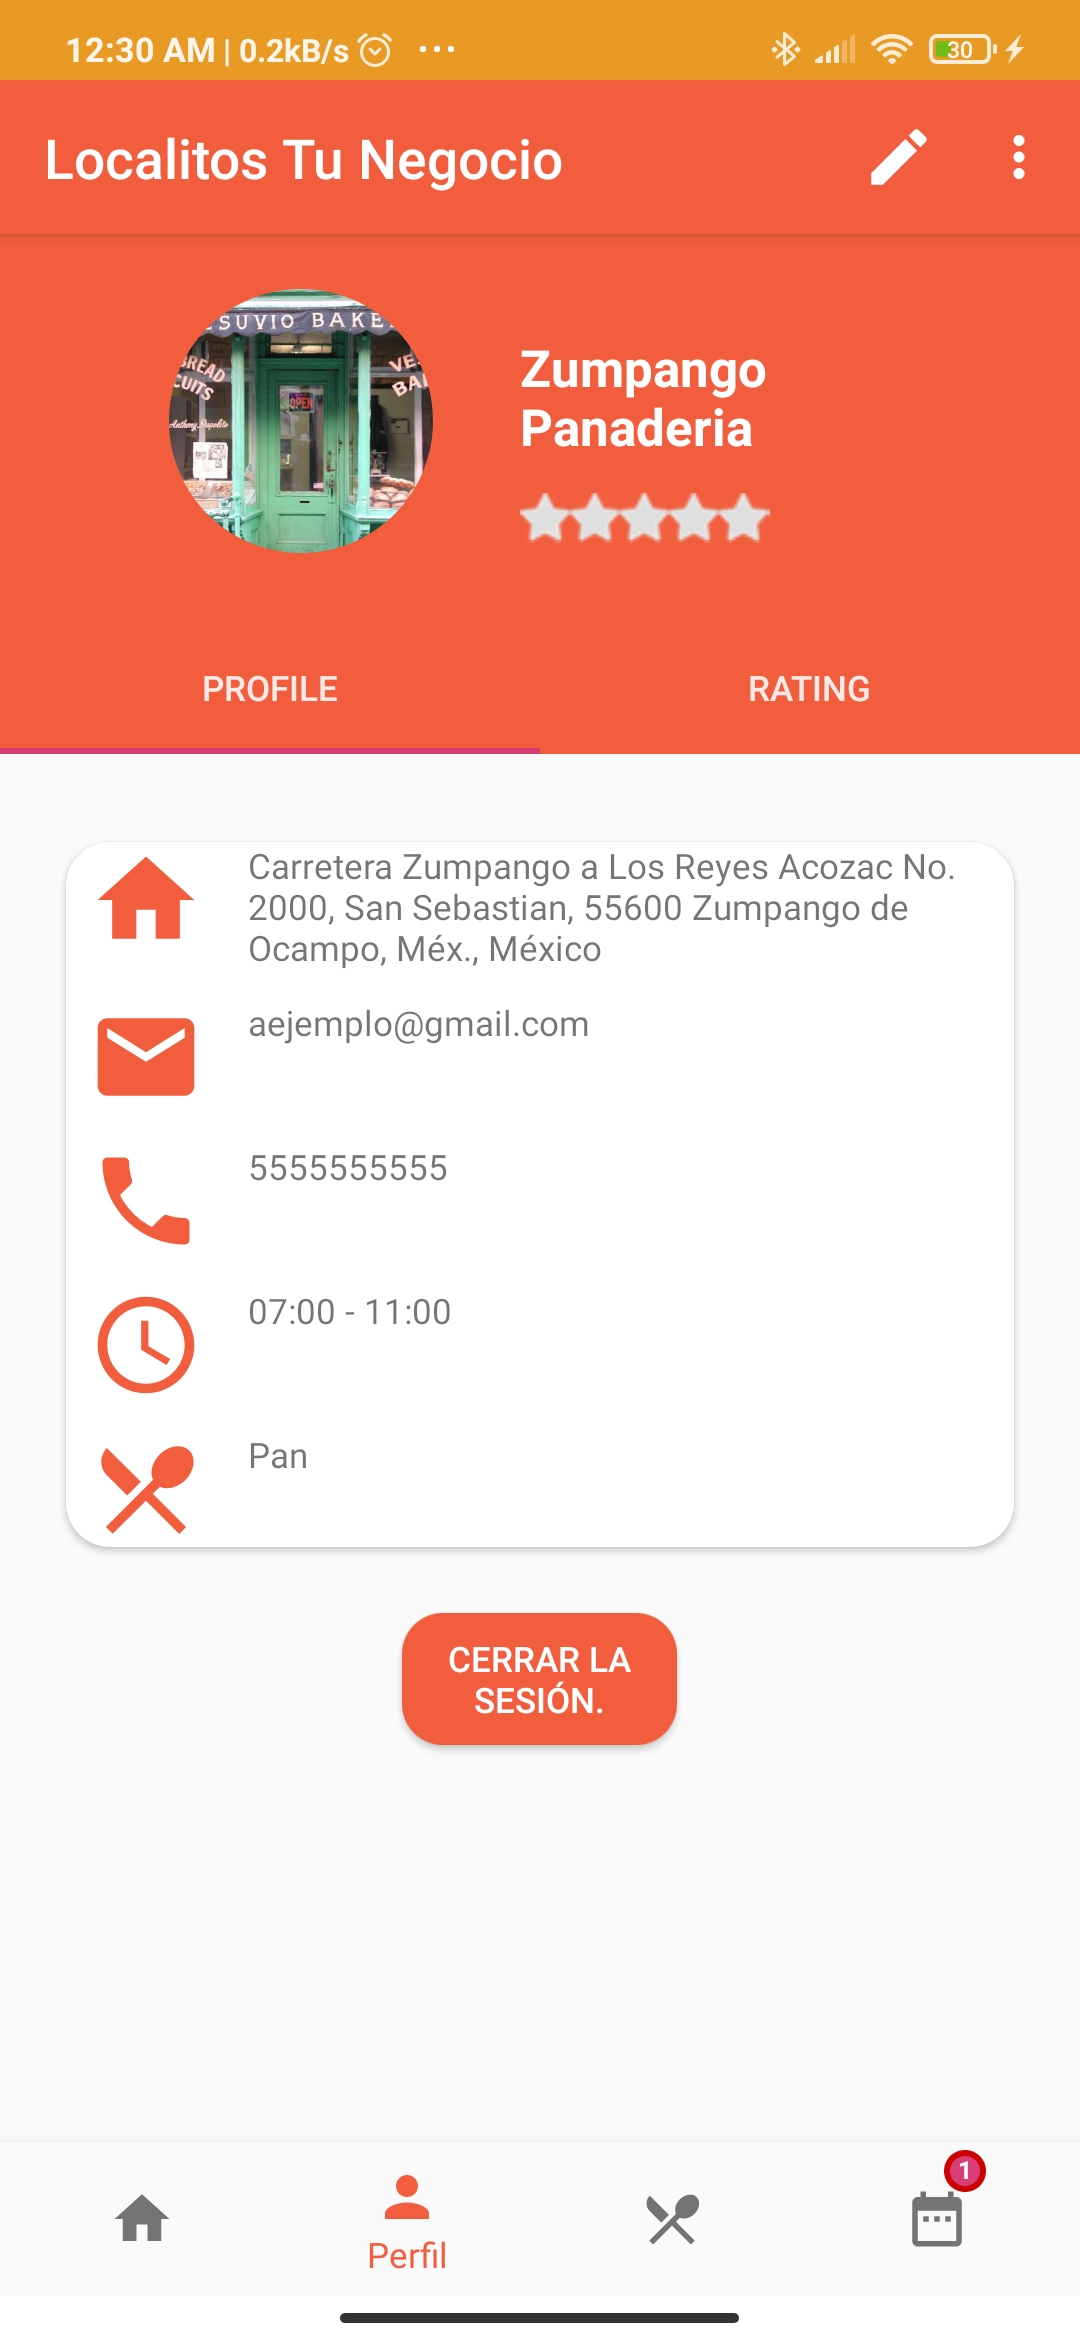 12:30 AM | 0.2kB/s
30
Localitos Tu Negocio
SUVIO BAKE
BREAD
CUITS
VE
BA
OPEN
Zumpango
Panaderia
PROFILE
RATING
Carretera Zumpango a Los Reyes Acozac No.
2000, San Sebastian, 55600 Zumpango de
Ocampo, Méx., México
aejemplo@gmail.com
5555555555
07:00 - 11:00
Pan
CERRAR LA
SESIÓN.
1
Perfil